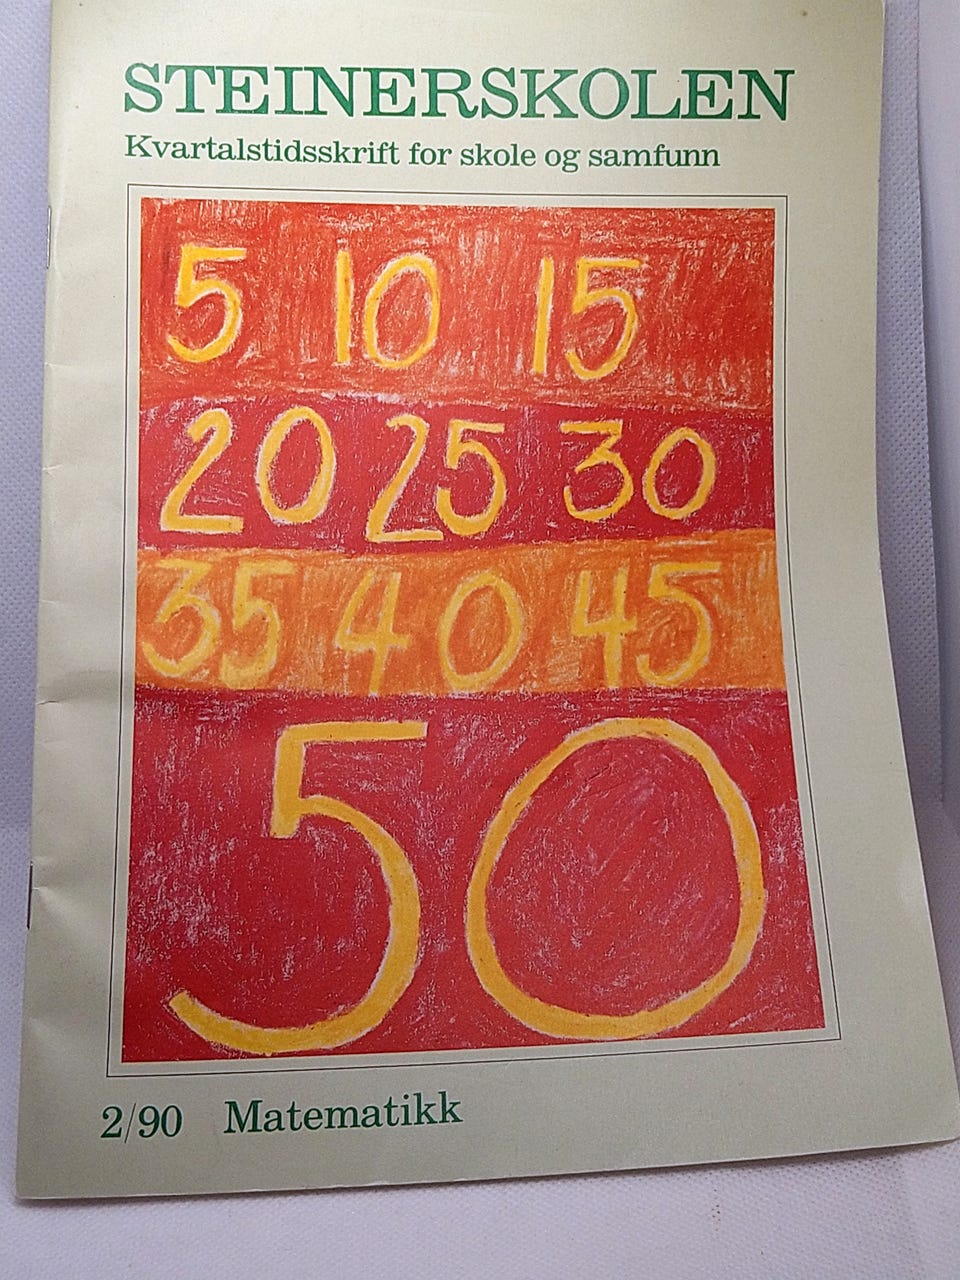 STEINERSKOLEN
Kvartalstidsskrift for skole og samfunn
5 10 15
20 25 30
35 40 45
50
2/90 Matematikk